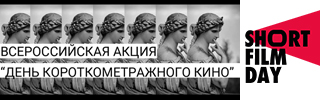 ВСЕРОССИЙСКАЯ АКЦИЯ
“ДЕНЬ КОРОТКОМЕТРАЖНОГО КИНО”
SHORT
FILM
DAY